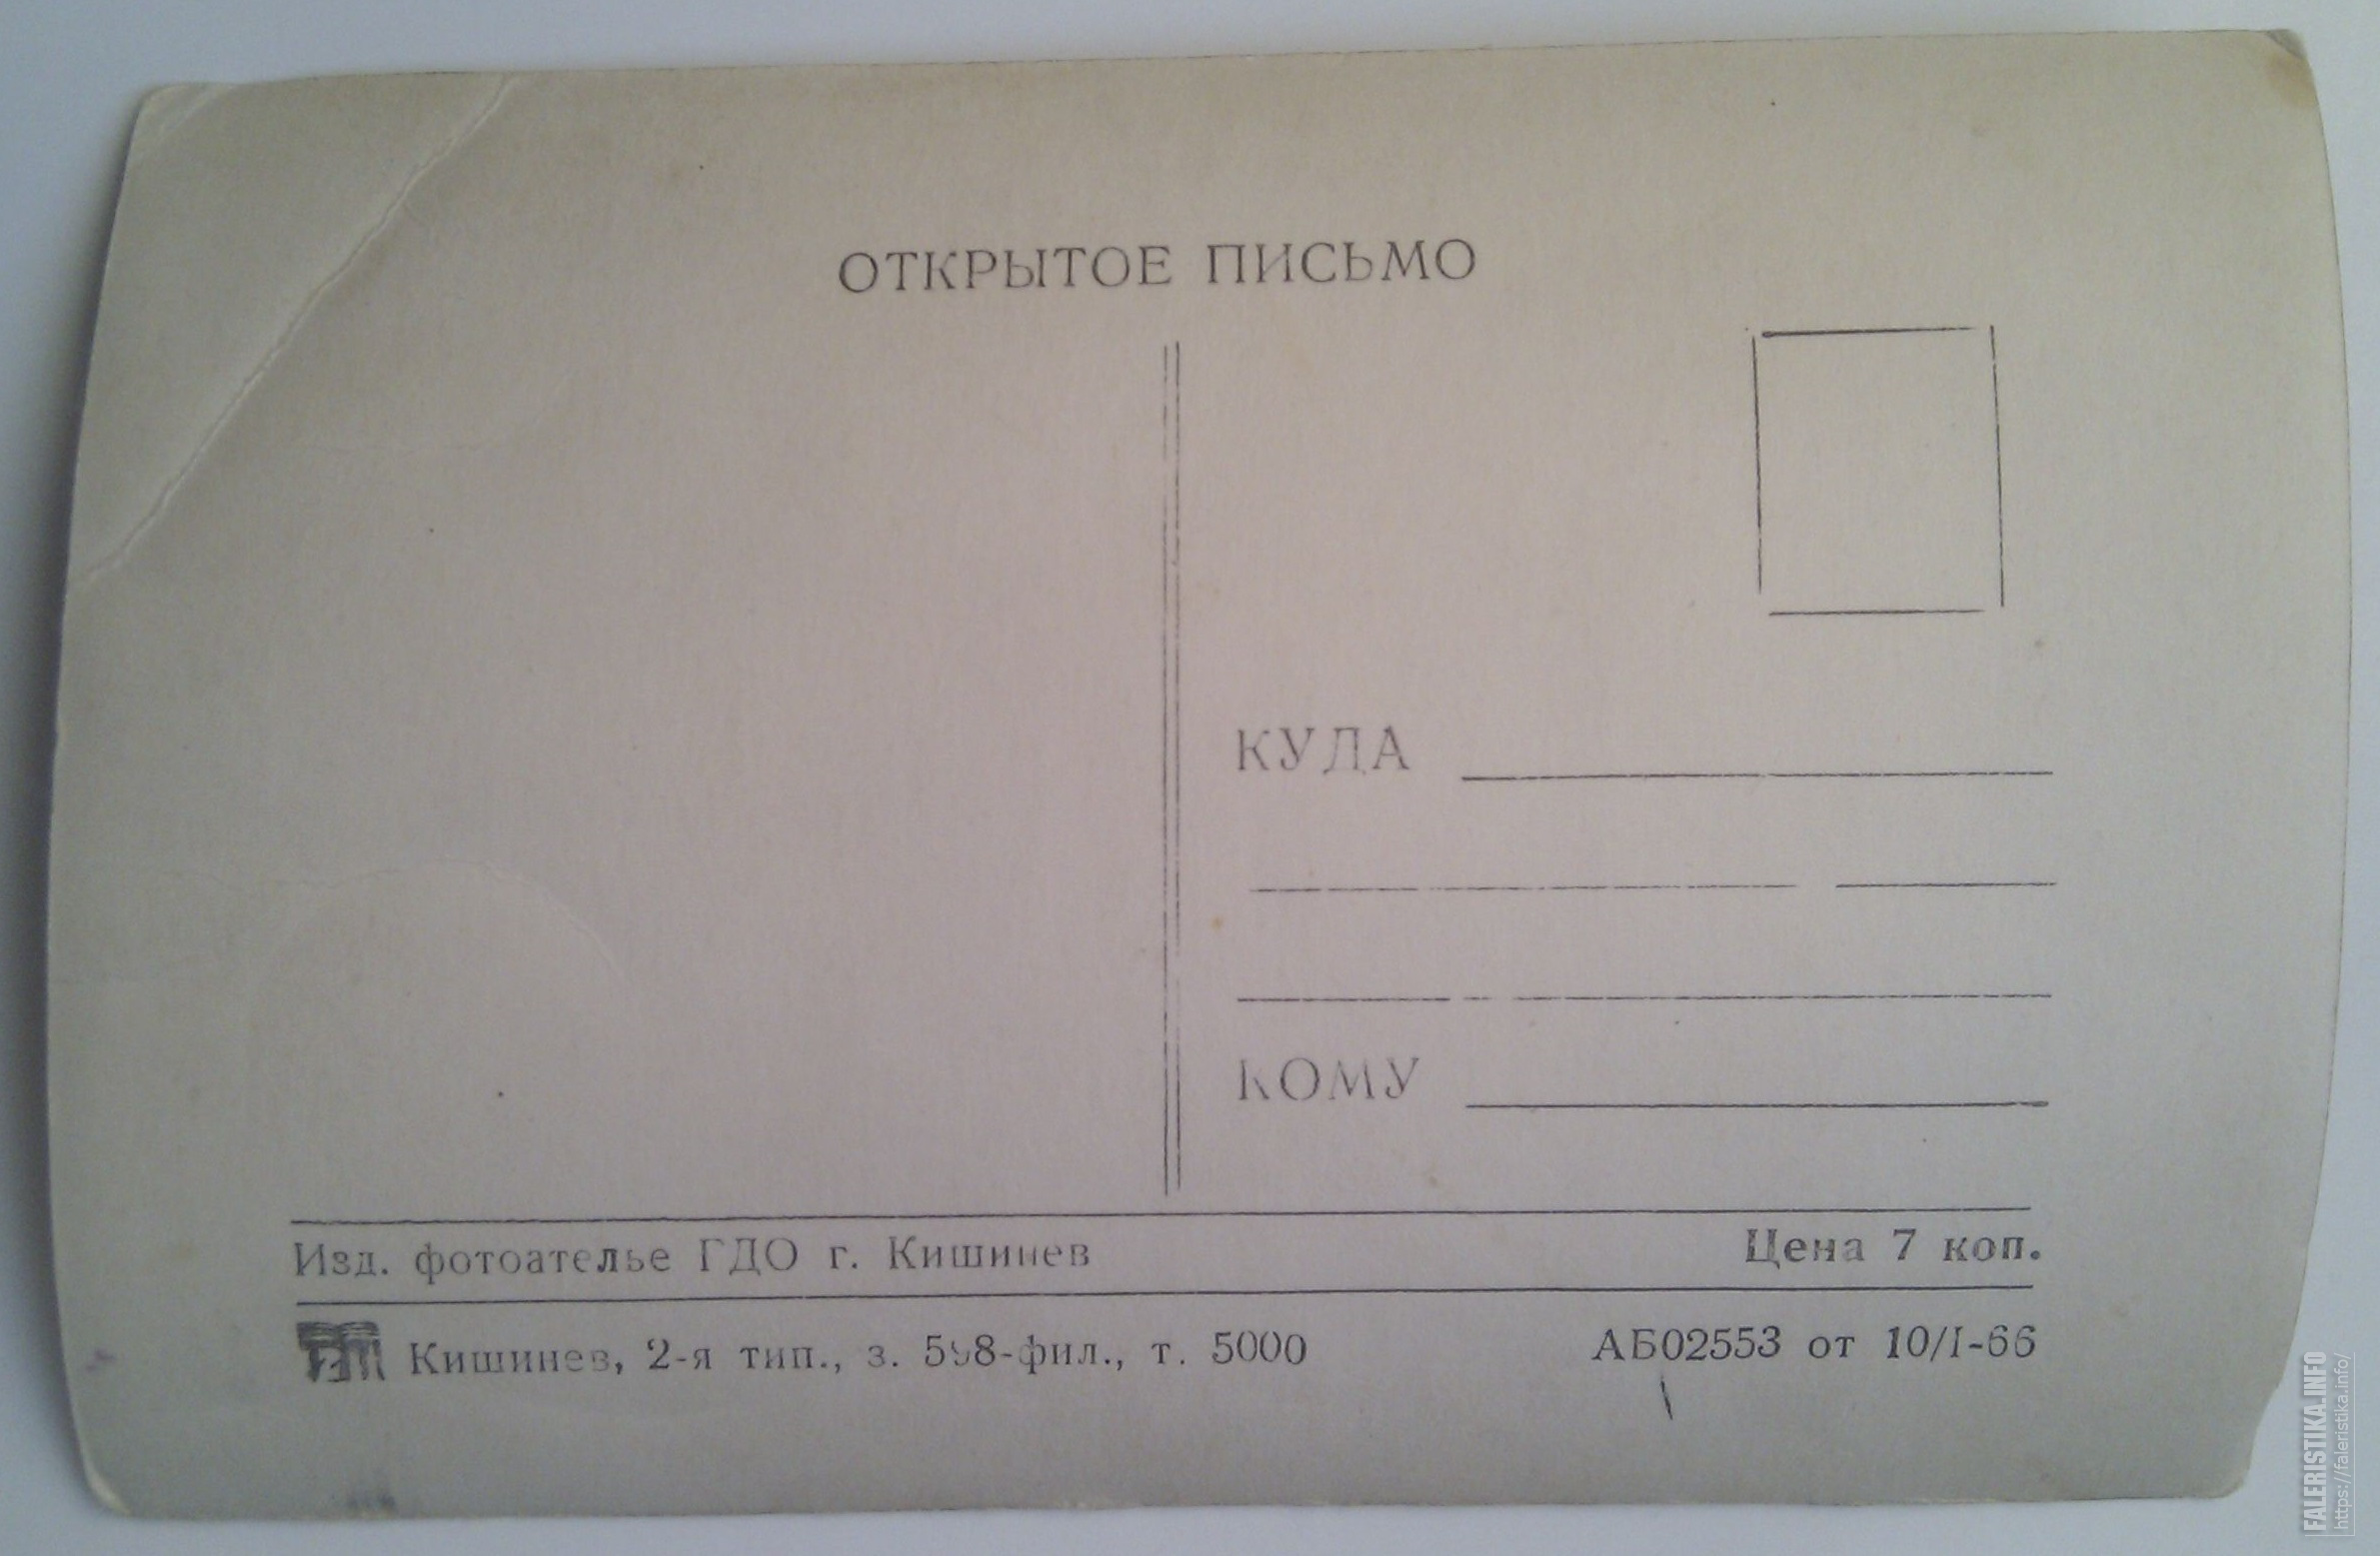 ОТКРЫТОЕ ПИСЬМО
КУДА
КОМУ
Изд. фотоателье ГДО г. Кишинев
Цена 7 коп.
Кишинев, 2-я тип., з. 598-фил., т. 5000
АБ02553 от 10/I-66
FALERISTIKA.INFO
https://faleristika.info/